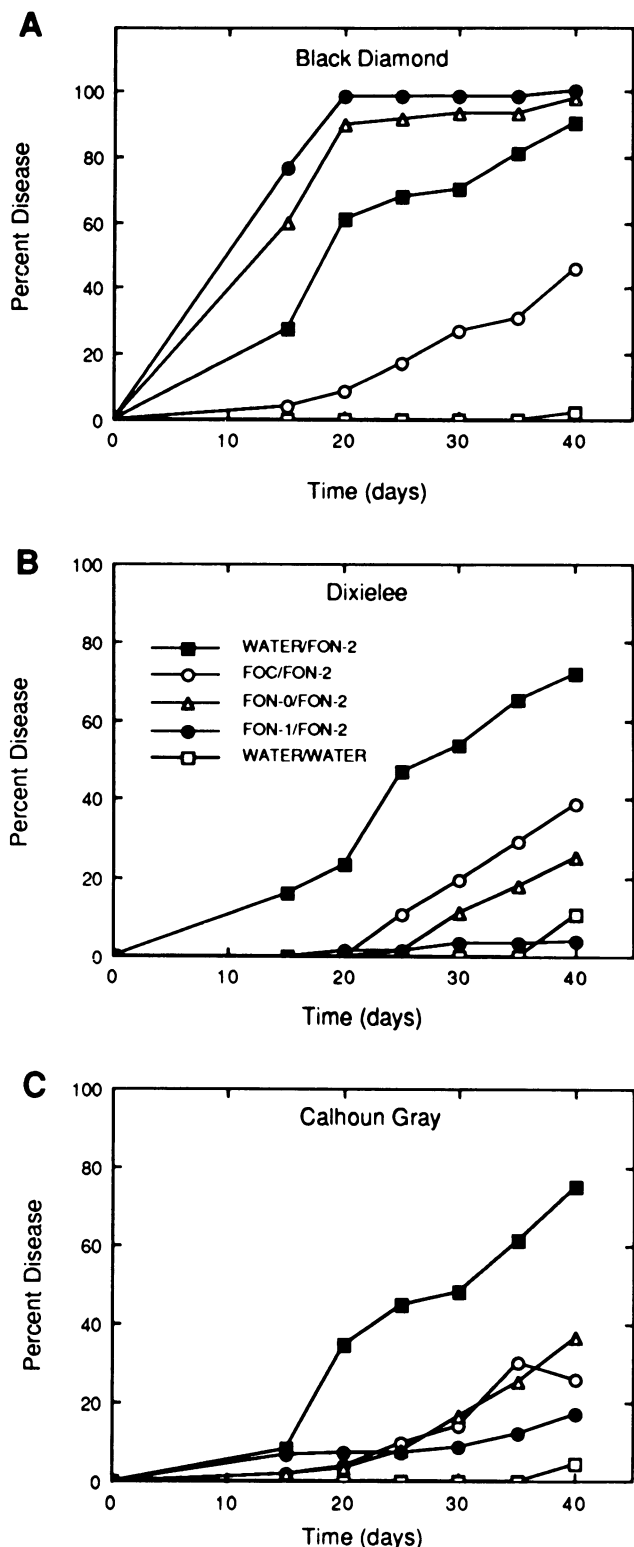 A
Black Diamond
100
80
60
40
20
0
Percent Disease
0 10 20 30 40
Time (days)
B
Dixielee
100
80
60
40
20
0
Percent Disease
WATER/FON-2
FOC/FON-2
FON-0/FON-2
FON-1/FON-2
WATER/WATER
0 10 20 30 40
Time (days)
C
Calhoun Gray
100
80
60
40
20
0
Percent Disease
0 10 20 30 40
Time (days)